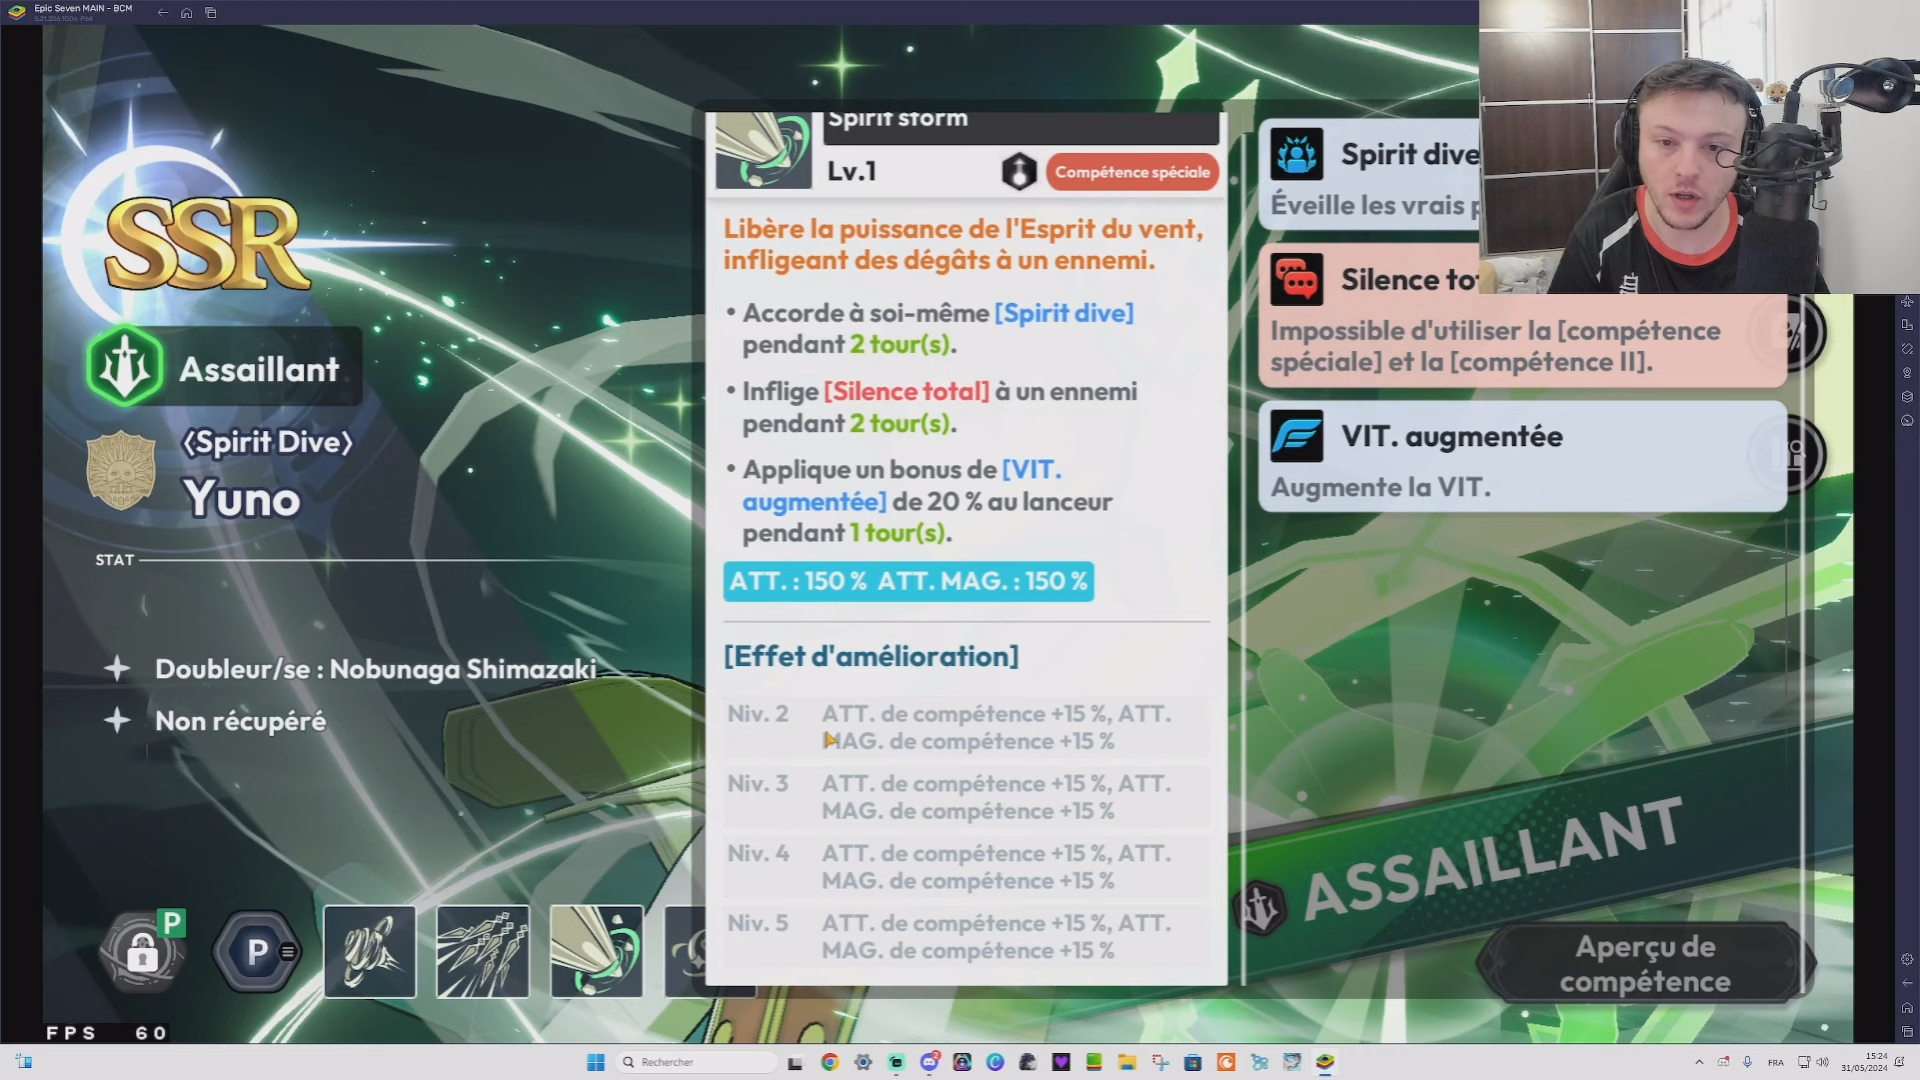 Epic Seven MAIN - BCM
Spirit storm
Lv.1
Compétence spéciale
Libère la puissance de l'Esprit du vent,
infligeant des dégâts à un ennemi.
• Accorde à soi-même [Spirit dive]
pendant 2 tour(s).
• Inflige [Silence total] à un ennemi
pendant 2 tour(s).
• Applique un bonus de [VIT.
augmentée] de 20 % au lanceur
pendant 1 tour(s).
ATT. : 150 % ATT. MAG. : 150 %
[Effet d'amélioration]
Niv. 2 ATT. de compétence +15 %, ATT.
MAG. de compétence +15 %
Niv. 3 ATT. de compétence +15 %, ATT.
MAG. de compétence +15 %
Niv. 4 ATT. de compétence +15 %, ATT.
MAG. de compétence +15 %
Niv. 5 ATT. de compétence +15 %, ATT.
MAG. de compétence +15 %
Spirit dive
Éveille les vrais p
Silence to
Impossible d'utiliser la [compétence
spéciale] et la [compétence II].
VIT. augmentée
Augmente la VIT.
SSR
Assaillant
⟨Spirit Dive⟩
Yuno
STAT
Doubleur/se : Nobunaga Shimazaki
Non récupéré
P
P
ASSAILLANT
Aperçu de
compétence
FPS 60
Rechercher
FRA
15:24
31/05/2024